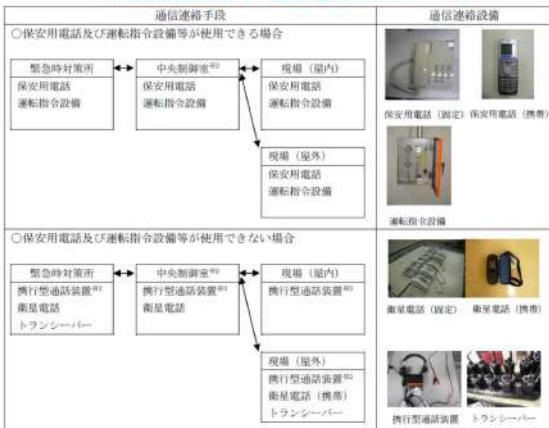 通信連絡手段
通信連絡設備
○保安用電話及び運転指令設備等が使用できる場合
緊急時対策所
保安用電話
運転指令設備
中央制御室※2
保安用電話
運転指令設備
現場（屋内）
保安用電話
運転指令設備
現場（屋外）
保安用電話
運転指令設備
保安用電話（固定） 保安用電話（携帯）
運転指令設備
○保安用電話及び運転指令設備等が使用できない場合
緊急時対策所
携行型通話装置
衛星電話
トランシーバー
中央制御室※2
携行型通話装置
衛星電話
現場（屋内）
携行型通話装置
現場（屋外）
携行型通話装置
衛星電話（携帯）
トランシーバー
衛星電話（固定） 衛星電話（携帯）
携行型通話装置 トランシーバー